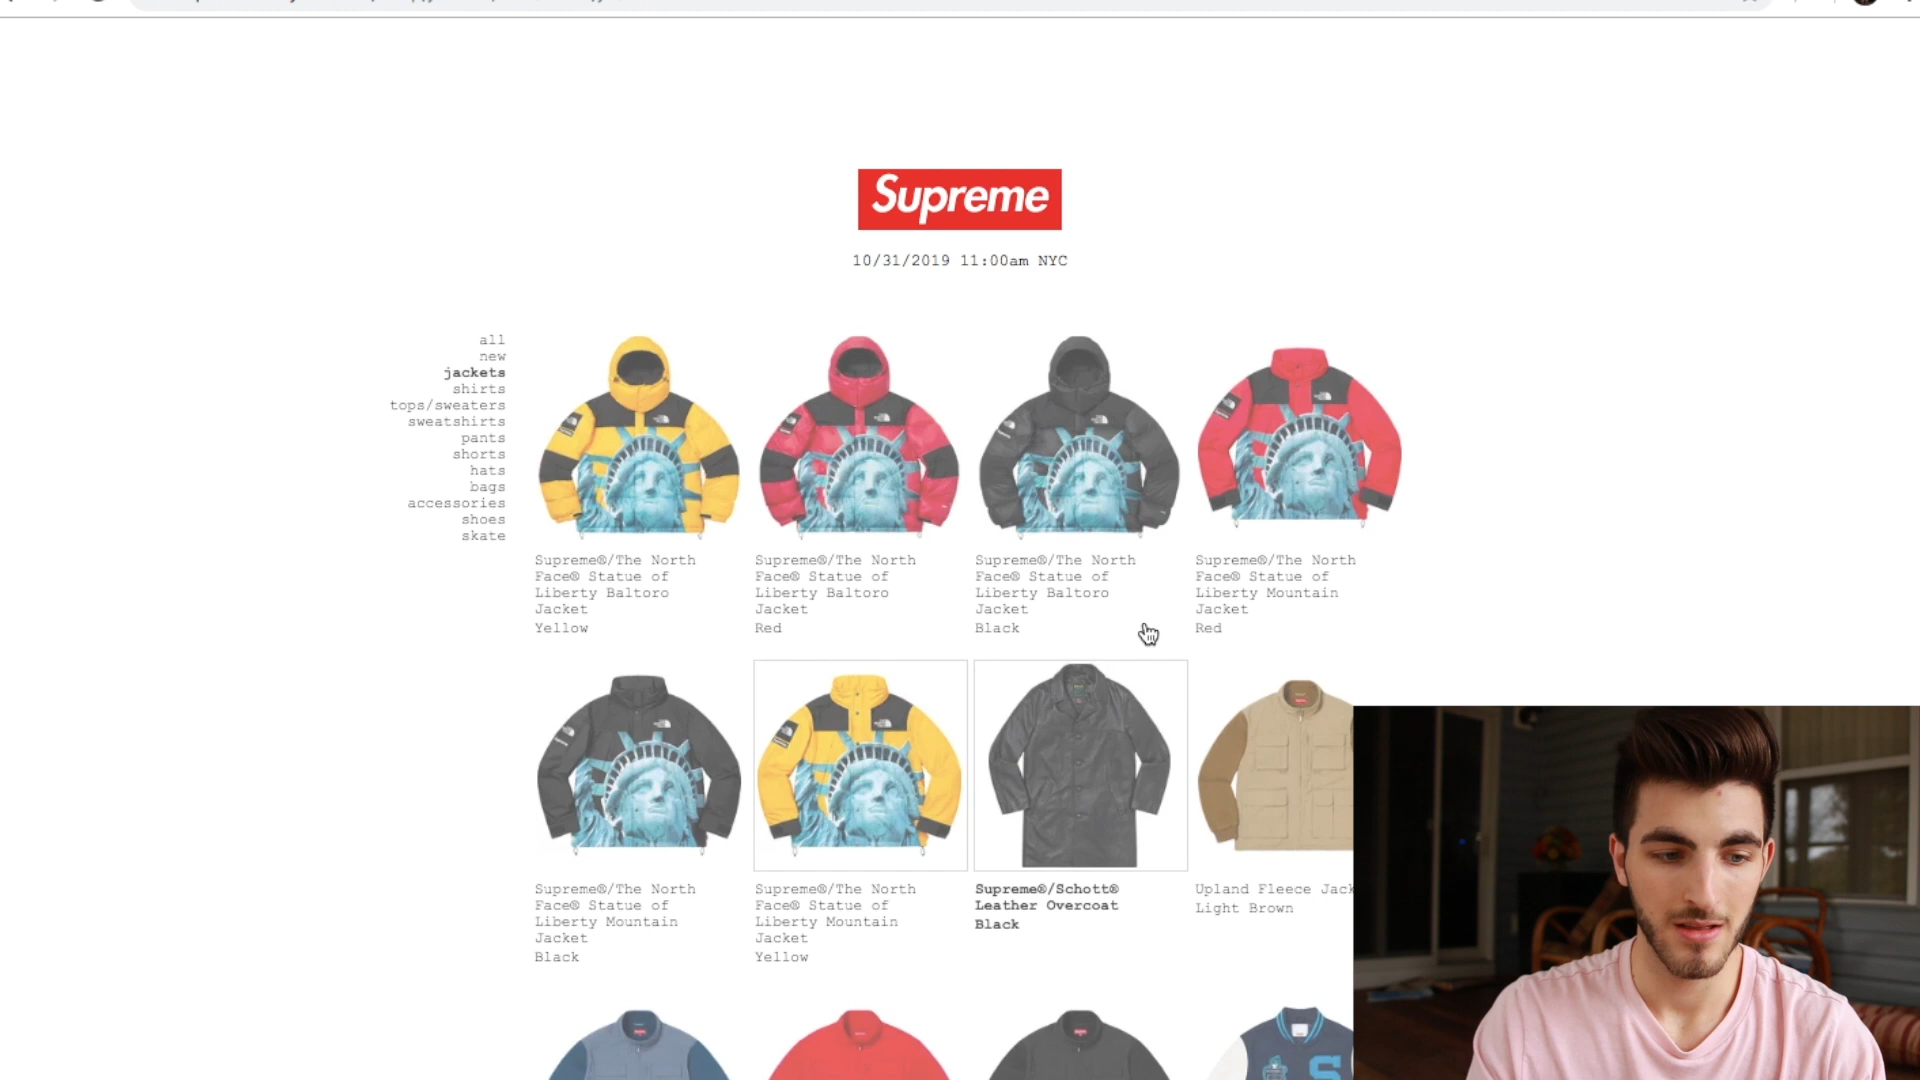 Supreme
10/31/2019 11:00am NYC
all
new
jackets
shirts
tops/sweaters
sweatshirts
pants
shorts
hats
bags
accessories
shoes
skate
Supreme®/The North
Face® Statue of
Liberty Baltoro
Jacket
Yellow
Supreme®/The North
Face® Statue of
Liberty Baltoro
Jacket
Red
Supreme®/The North
Face® Statue of
Liberty Baltoro
Jacket
Black
Supreme®/The North
Face® Statue of
Liberty Mountain
Jacket
Red
Supreme®/The North
Face® Statue of
Liberty Mountain
Jacket
Black
Supreme®/The North
Face® Statue of
Liberty Mountain
Jacket
Yellow
Supreme®/Schott®
Leather Overcoat
Black
Upland Fleece Jack
Light Brown
S